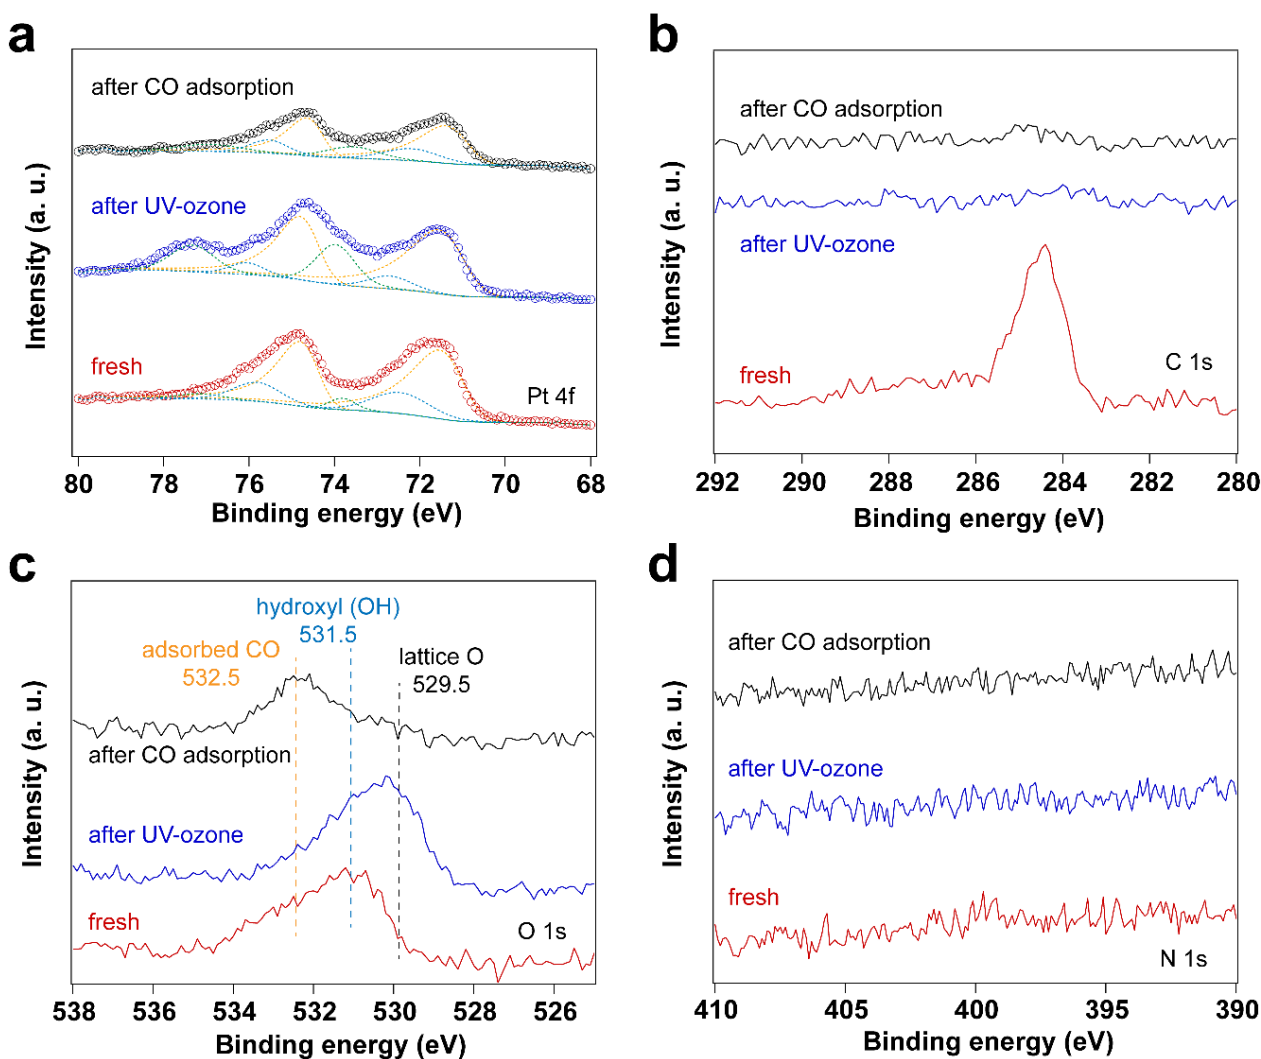 a
after CO adsorption
after UV-ozone
fresh
Pt 4f
Intensity (a. u.)
80 78 76 74 72 70 68
Binding energy (eV)
b
after CO adsorption
after UV-ozone
fresh
C 1s
Intensity (a. u.)
292 290 288 286 284 282 280
Binding energy (eV)
c
hydroxyl (OH)
531.5
adsorbed CO
532.5
lattice O
529.5
after CO adsorption
after UV-ozone
fresh
O 1s
Intensity (a. u.)
538 536 534 532 530 528 526
Binding energy (eV)
d
after CO adsorption
after UV-ozone
fresh
N 1s
Intensity (a. u.)
410 405 400 395 390
Binding energy (eV)